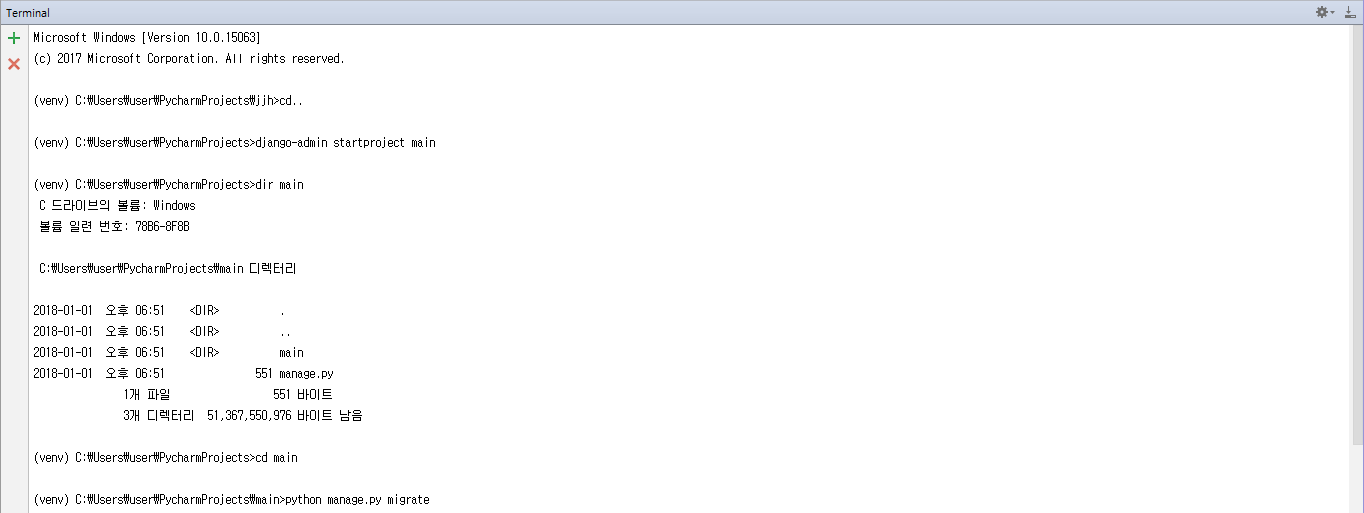 Terminal
Microsoft Windows [Version 10.0.15063]
(c) 2017 Microsoft Corporation. All rights reserved.
(venv) C:₩Users₩user₩PycharmProjects₩jjh>cd..
(venv) C:₩Users₩user₩PycharmProjects>django-admin startproject main
(venv) C:₩Users₩user₩PycharmProjects>dir main
C 드라이브의 볼륨: Windows
볼륨 일련 번호: 78B6-8F8B
C:₩Users₩user₩PycharmProjects₩main 디렉터리
2018-01-01  오후 06:51    <DIR>          .
2018-01-01  오후 06:51    <DIR>          ..
2018-01-01  오후 06:51    <DIR>          main
2018-01-01  오후 06:51               551 manage.py
1개 파일                 551 바이트
3개 디렉터리  51,367,550,976 바이트 남음
(venv) C:₩Users₩user₩PycharmProjects>cd main
(venv) C:₩Users₩user₩PycharmProjects₩main>python manage.py migrate